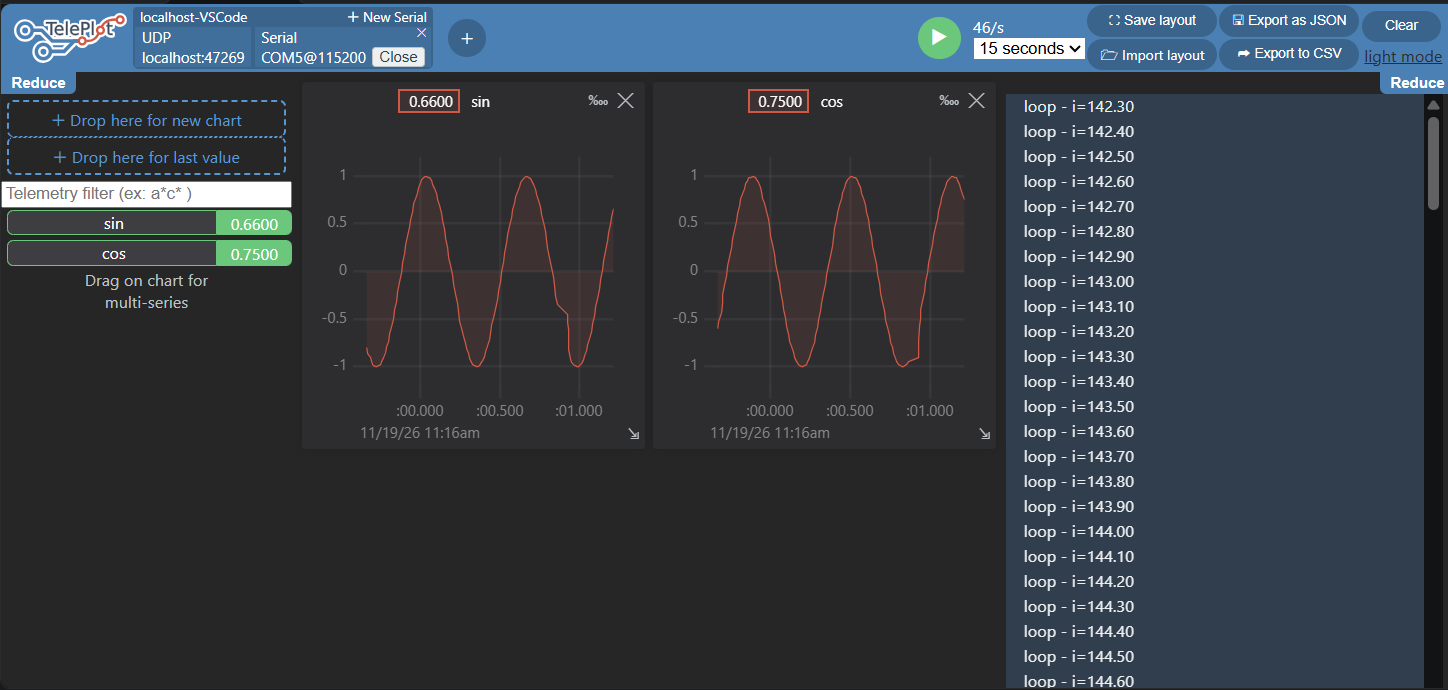 TelePlot
localhost-VSCode + New Serial
UDP
localhost:47269
Serial
COM5@115200 Close
+
46/s
15 seconds
Save layout
Import layout
Export as JSON
Export to CSV
Clear
light mode
Reduce
Reduce
+ Drop here for new chart
+ Drop here for last value
Telemetry filter (ex: a*c* )
sin 0.6600
cos 0.7500
Drag on chart for
multi-series
0.6600 sin
1
0.5
0
-0.5
-1
:00.000 :00.500 :01.000
11/19/26 11:16am
0.7500 cos
1
0.5
0
-0.5
-1
:00.000 :00.500 :01.000
11/19/26 11:16am
loop - i=142.30
loop - i=142.40
loop - i=142.50
loop - i=142.60
loop - i=142.70
loop - i=142.80
loop - i=142.90
loop - i=143.00
loop - i=143.10
loop - i=143.20
loop - i=143.30
loop - i=143.40
loop - i=143.50
loop - i=143.60
loop - i=143.70
loop - i=143.80
loop - i=143.90
loop - i=144.00
loop - i=144.10
loop - i=144.20
loop - i=144.30
loop - i=144.40
loop - i=144.50
loop - i=144.60